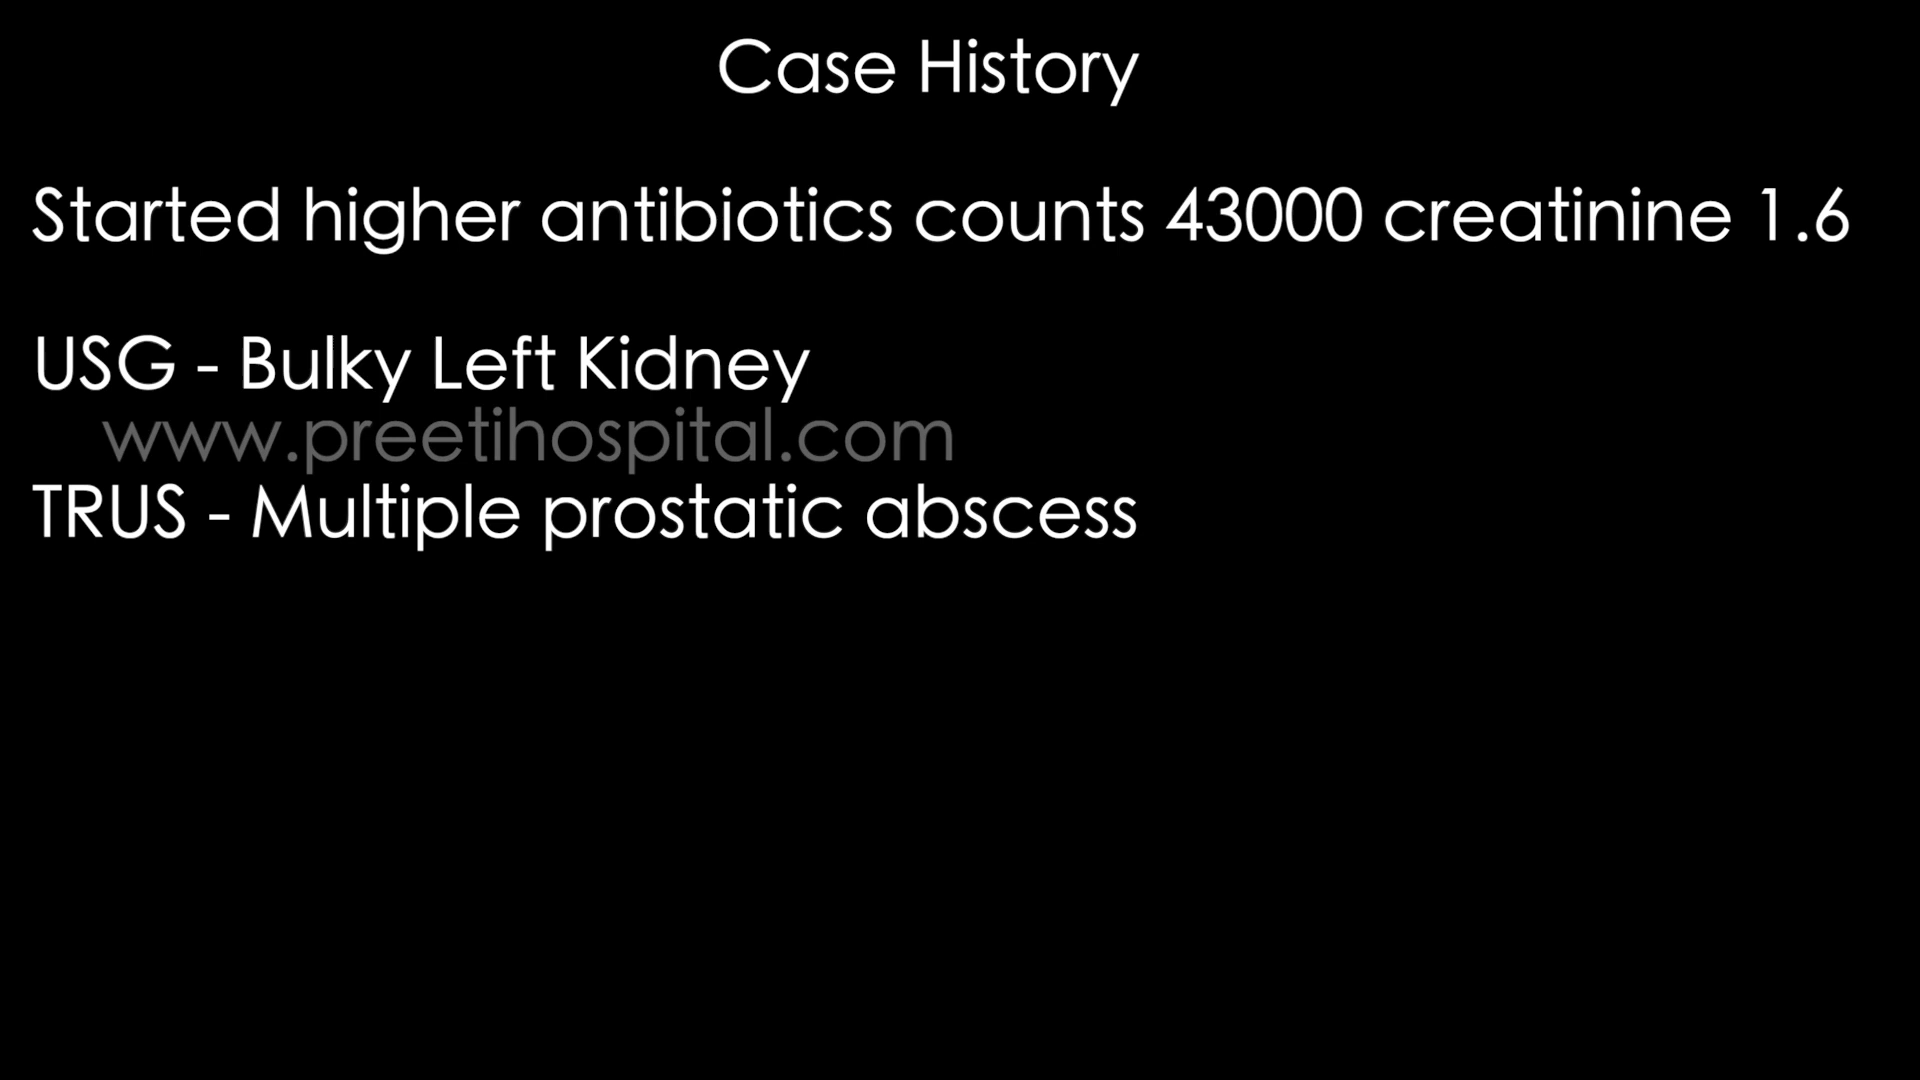 Case History
Started higher antibiotics counts 43000 creatinine 1.6
USG - Bulky Left Kidney
www.preetihospital.com
TRUS - Multiple prostatic abscess